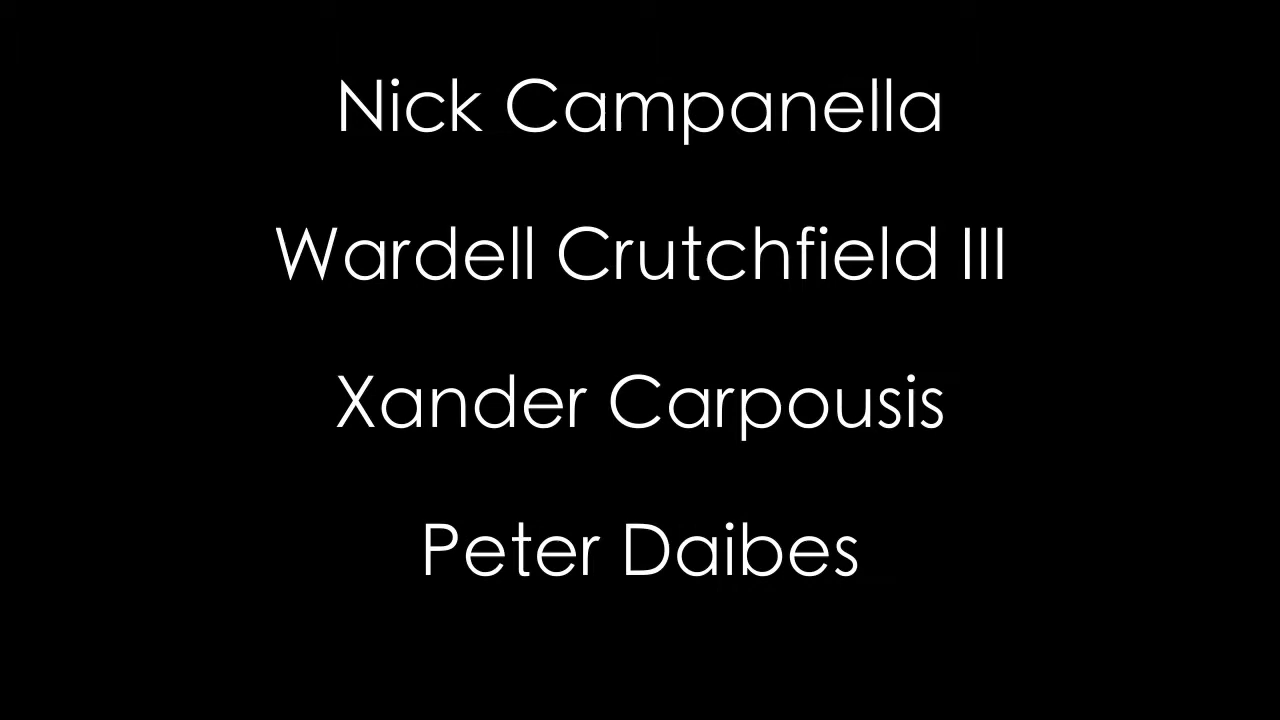 Nick Campanella
Wardell Crutchfield III
Xander Carpousis
Peter Daibes